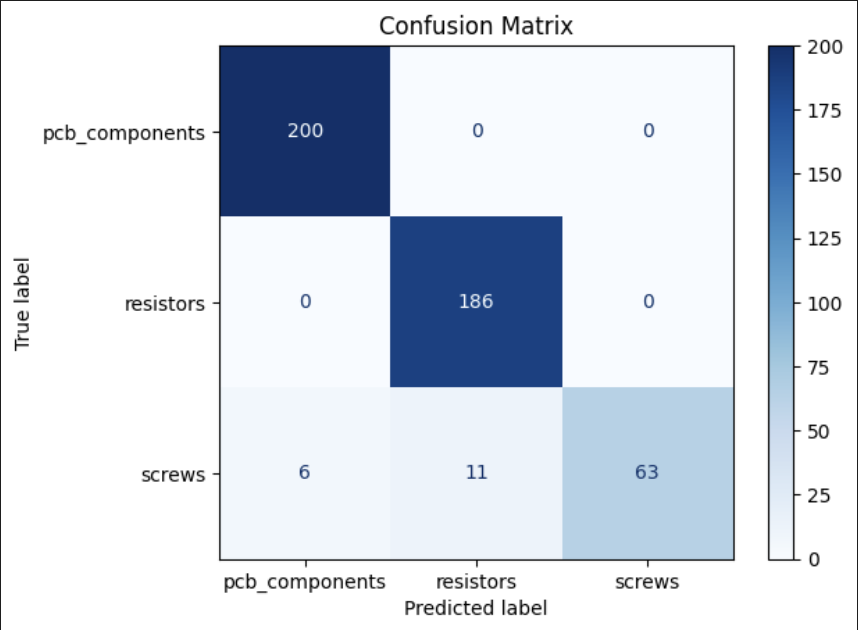 Confusion Matrix
True label
pcb_components
resistors
screws
200 0 0
0 186 0
6 11 63
pcb_components resistors screws
Predicted label
200
175
150
125
100
75
50
25
0